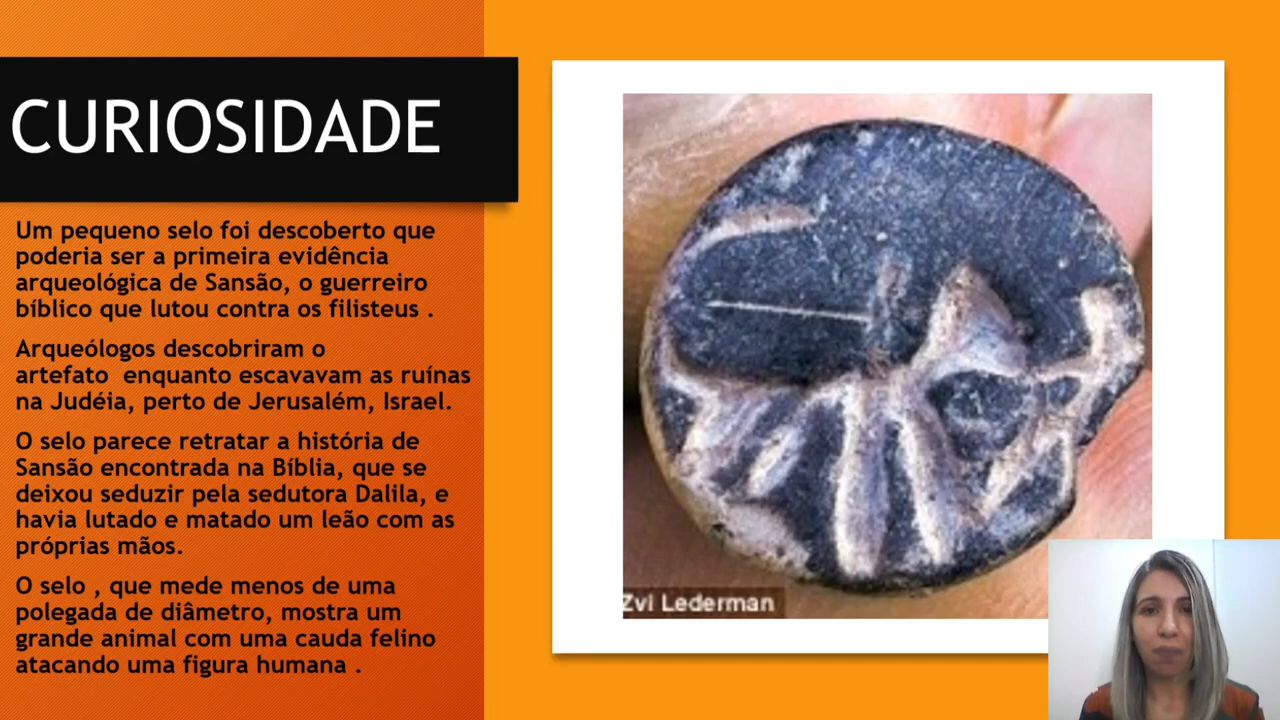 CURIOSIDADE
Um pequeno selo foi descoberto que
poderia ser a primeira evidência
arqueológica de Sansão, o guerreiro
bíblico que lutou contra os filisteus .
Arqueólogos descobriram o
artefato  enquanto escavavam as ruínas
na Judéia, perto de Jerusalém, Israel.
O selo parece retratar a história de
Sansão encontrada na Bíblia, que se
deixou seduzir pela sedutora Dalila, e
havia lutado e matado um leão com as
próprias mãos.
O selo , que mede menos de uma
polegada de diâmetro, mostra um
grande animal com uma cauda felino
atacando uma figura humana .
Zvi Lederman